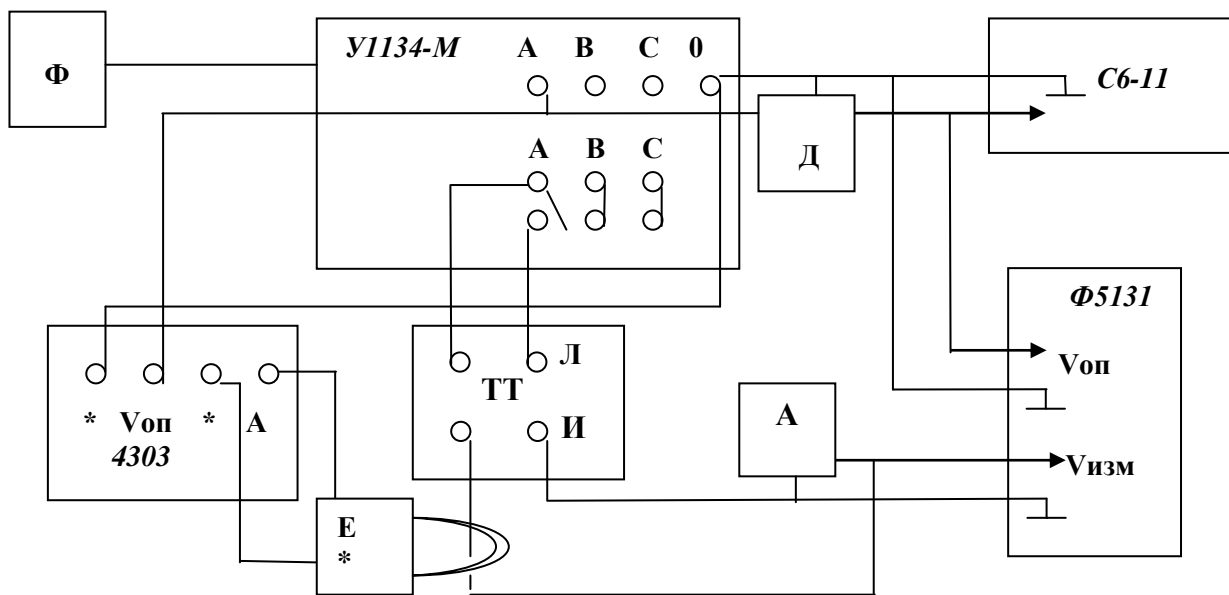 Ф
У1134-М
А В С 0
С6-11
Д
А В С
Ф5131
Vоп
Л
ТТ
И
А
Vизм
* Vоп * А
4303
Е
*